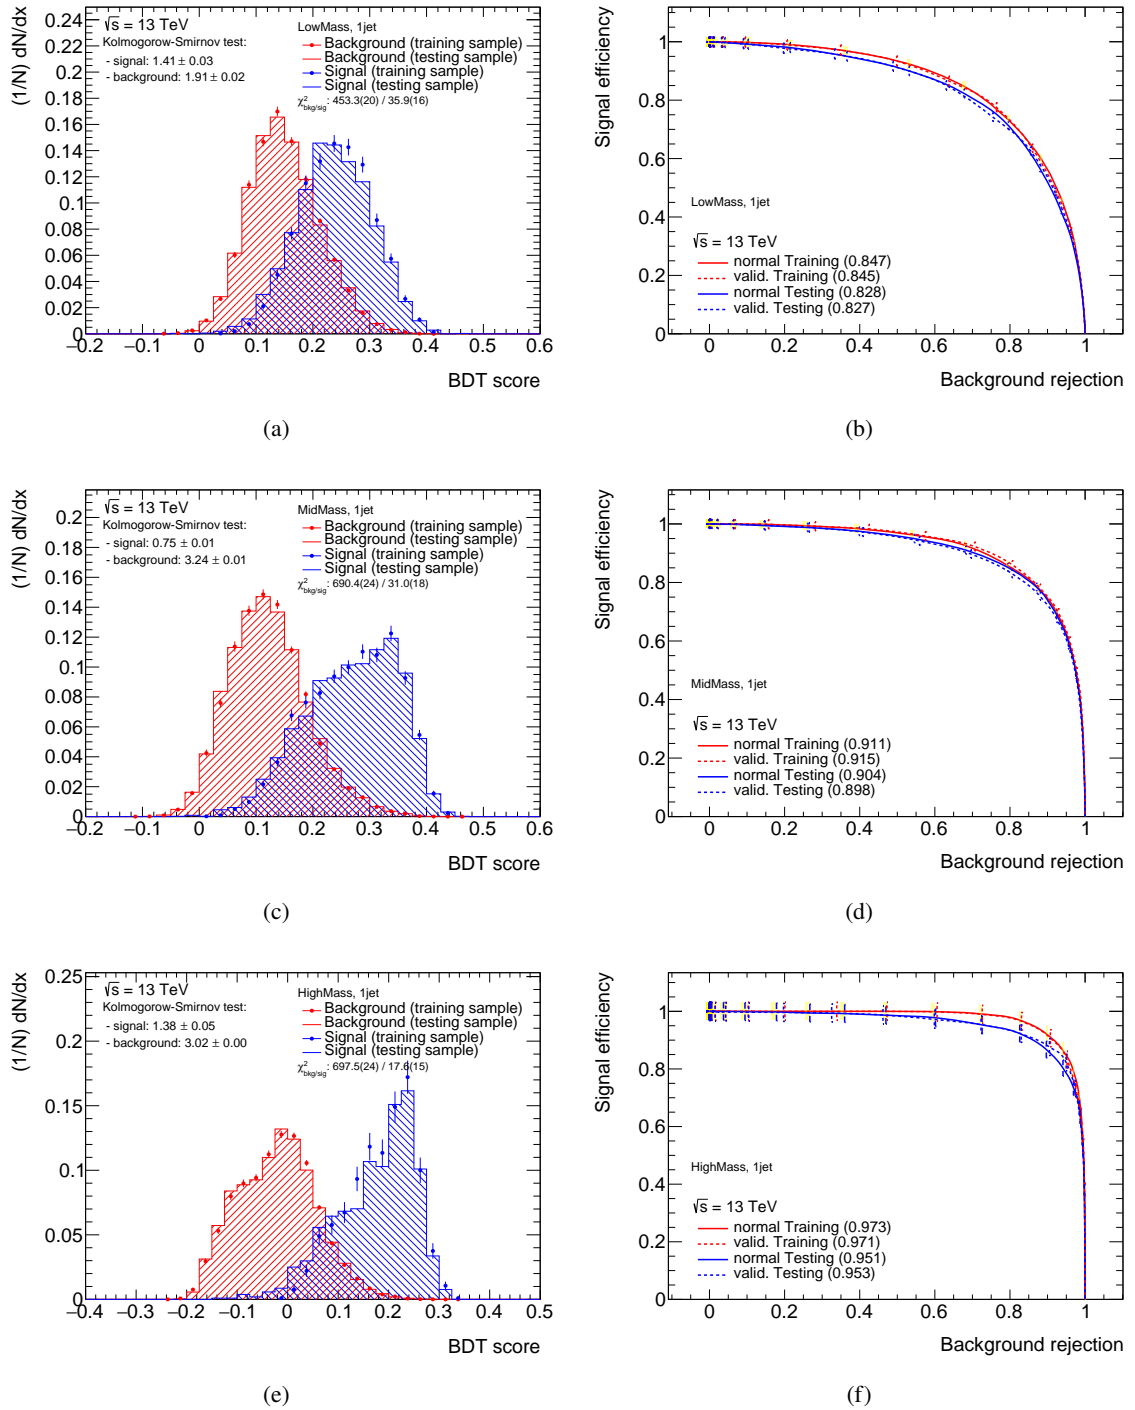 (1/N) dN/dx
0.24
0.22
0.2
0.18
0.16
0.14
0.12
0.1
0.08
0.06
0.04
0.02
0
√s = 13 TeV
Kolmogorow-Smirnov test:
- signal: 1.41 ± 0.03
- background: 1.91 ± 0.02
LowMass, 1jet
Background (training sample)
Background (testing sample)
Signal (training sample)
Signal (testing sample)
χ²bkg/sig : 453.3(20) / 35.9(16)
−0.2 −0.1 0 0.1 0.2 0.3 0.4 0.5 0.6
BDT score
(a)
Signal efficiency
1
0.8
0.6
0.4
0.2
0
LowMass, 1jet
√s = 13 TeV
normal Training (0.847)
valid. Training (0.845)
normal Testing (0.828)
valid. Testing (0.827)
0 0.2 0.4 0.6 0.8 1
Background rejection
(b)
(1/N) dN/dx
0.2
0.18
0.16
0.14
0.12
0.1
0.08
0.06
0.04
0.02
0
√s = 13 TeV
Kolmogorow-Smirnov test:
- signal: 0.75 ± 0.01
- background: 3.24 ± 0.01
MidMass, 1jet
Background (training sample)
Background (testing sample)
Signal (training sample)
Signal (testing sample)
χ²bkg/sig : 690.4(24) / 31.0(18)
−0.2 −0.1 0 0.1 0.2 0.3 0.4 0.5 0.6
BDT score
(c)
Signal efficiency
1
0.8
0.6
0.4
0.2
0
MidMass, 1jet
√s = 13 TeV
normal Training (0.911)
valid. Training (0.915)
normal Testing (0.904)
valid. Testing (0.898)
0 0.2 0.4 0.6 0.8 1
Background rejection
(d)
(1/N) dN/dx
0.25
0.2
0.15
0.1
0.05
0
√s = 13 TeV
Kolmogorow-Smirnov test:
- signal: 1.38 ± 0.05
- background: 3.02 ± 0.00
HighMass, 1jet
Background (training sample)
Background (testing sample)
Signal (training sample)
Signal (testing sample)
χ²bkg/sig : 697.5(24) / 17.6(15)
−0.4 −0.3 −0.2 −0.1 0 0.1 0.2 0.3 0.4 0.5
BDT score
(e)
Signal efficiency
1
0.8
0.6
0.4
0.2
0
HighMass, 1jet
√s = 13 TeV
normal Training (0.973)
valid. Training (0.971)
normal Testing (0.951)
valid. Testing (0.953)
0 0.2 0.4 0.6 0.8 1
Background rejection
(f)